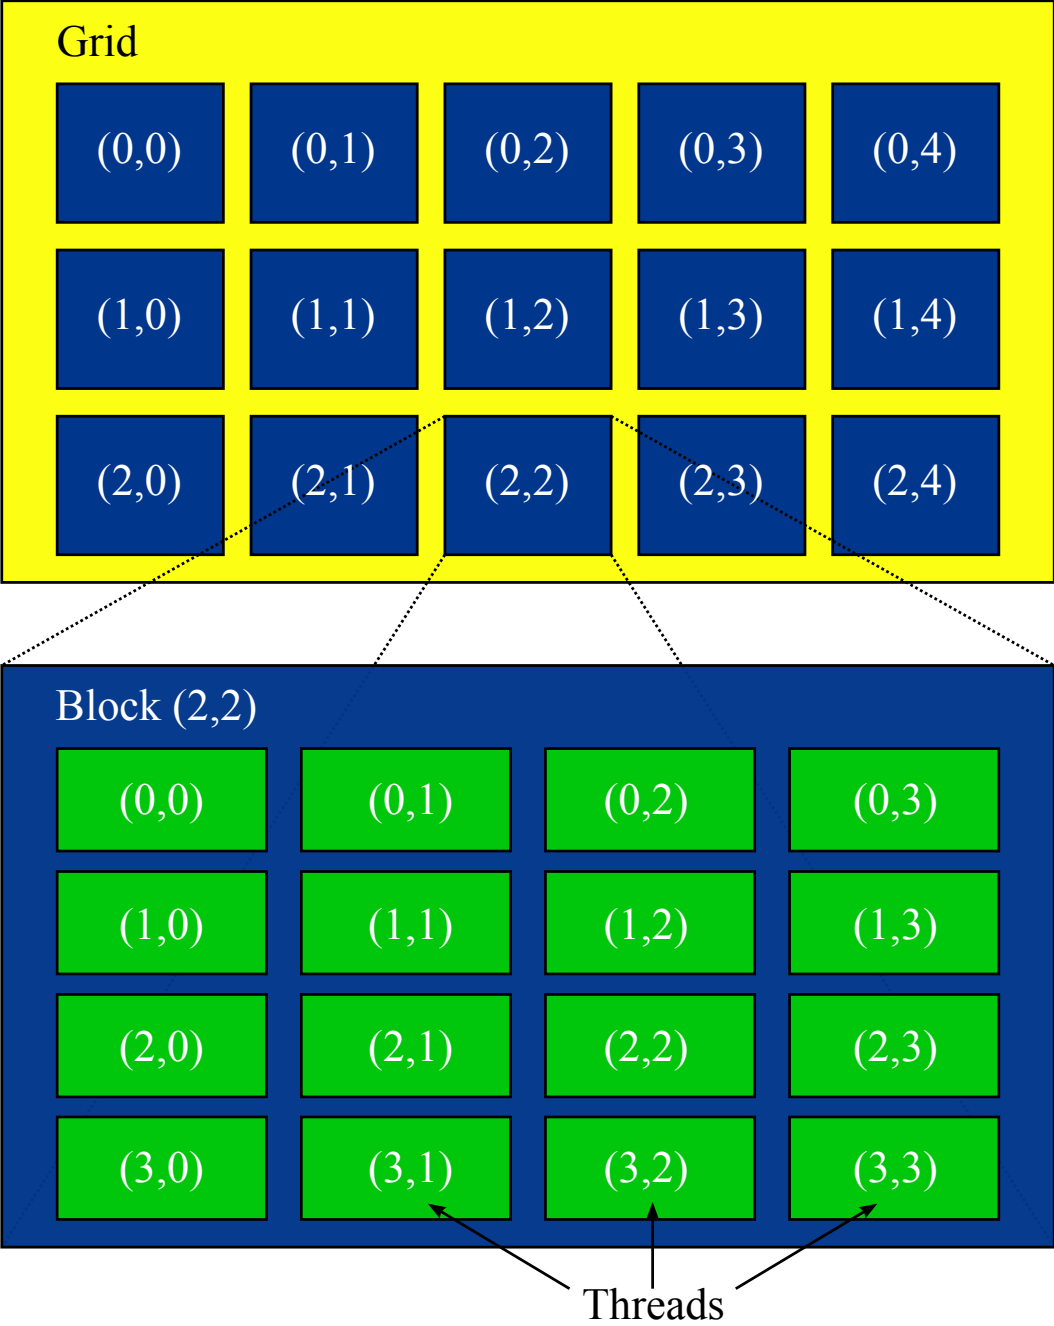 Grid
(0,0) (0,1) (0,2) (0,3) (0,4)
(1,0) (1,1) (1,2) (1,3) (1,4)
(2,0) (2,1) (2,2) (2,3) (2,4)
Block (2,2)
(0,0) (0,1) (0,2) (0,3)
(1,0) (1,1) (1,2) (1,3)
(2,0) (2,1) (2,2) (2,3)
(3,0) (3,1) (3,2) (3,3)
Threads